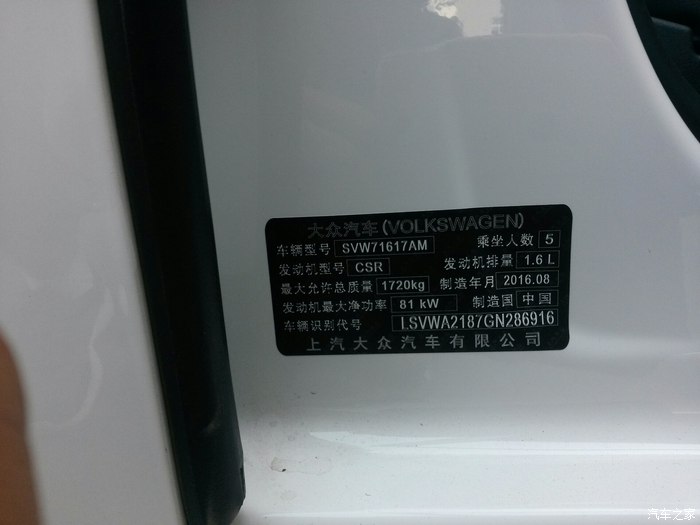 大众汽车(VOLKSWAGEN)
车辆型号 SVW71617AM 乘坐人数 5
发动机型号 CSR 发动机排量 1.6 L
最大允许总质量 1720kg 制造年月 2016.08
发动机最大净功率 81 kW 制造国 中国
车辆识别代号 LSVWA2187GN286916
上汽大众汽车有限公司
汽车之家